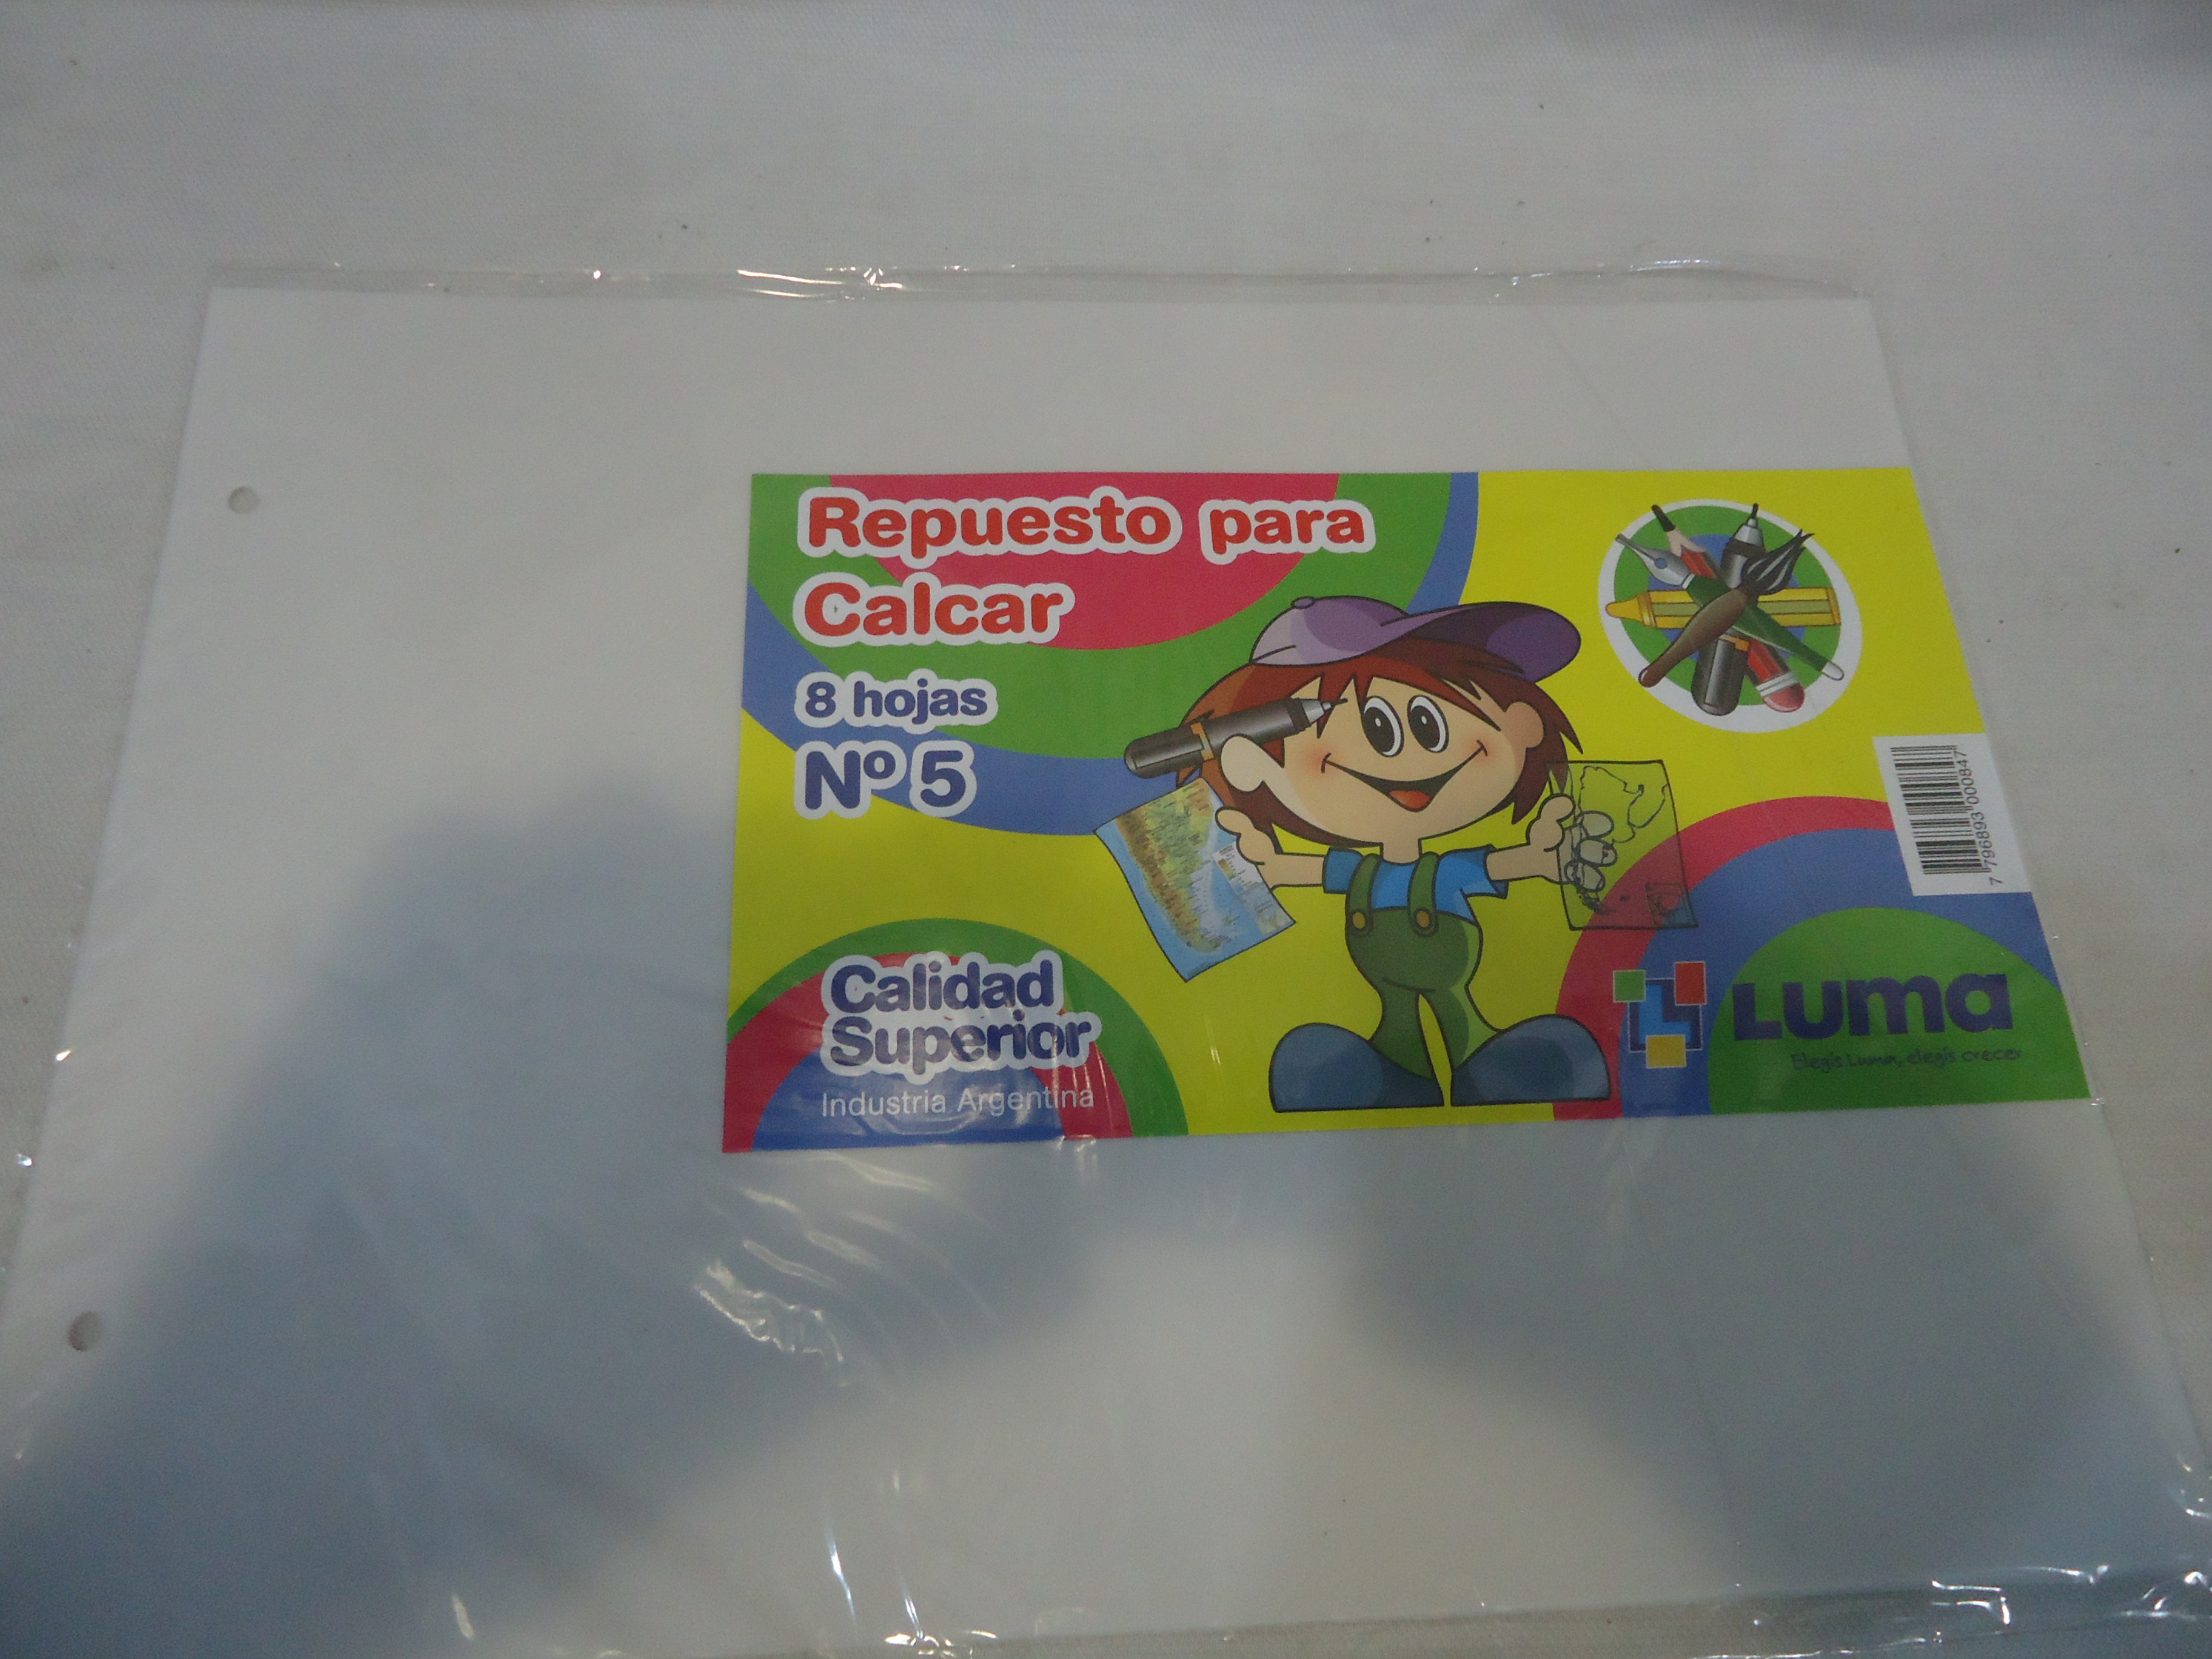 Repuesto para
Calcar
8 hojas
Nº 5
Calidad
Superior
Industria Argentina
7 796893 000847
Luma
Elegís Luma, elegís crecer